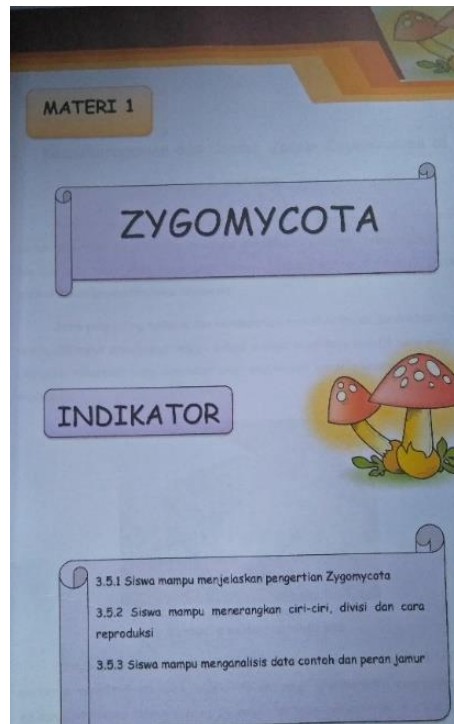 MATERI 1
ZYGOMYCOTA
INDIKATOR
3.5.1 Siswa mampu menjelaskan pengertian Zygomycota
3.5.2 Siswa mampu menerangkan ciri-ciri, divisi dan cara
reproduksi
3.5.3 Siswa mampu menganalisis data contoh dan peran jamur